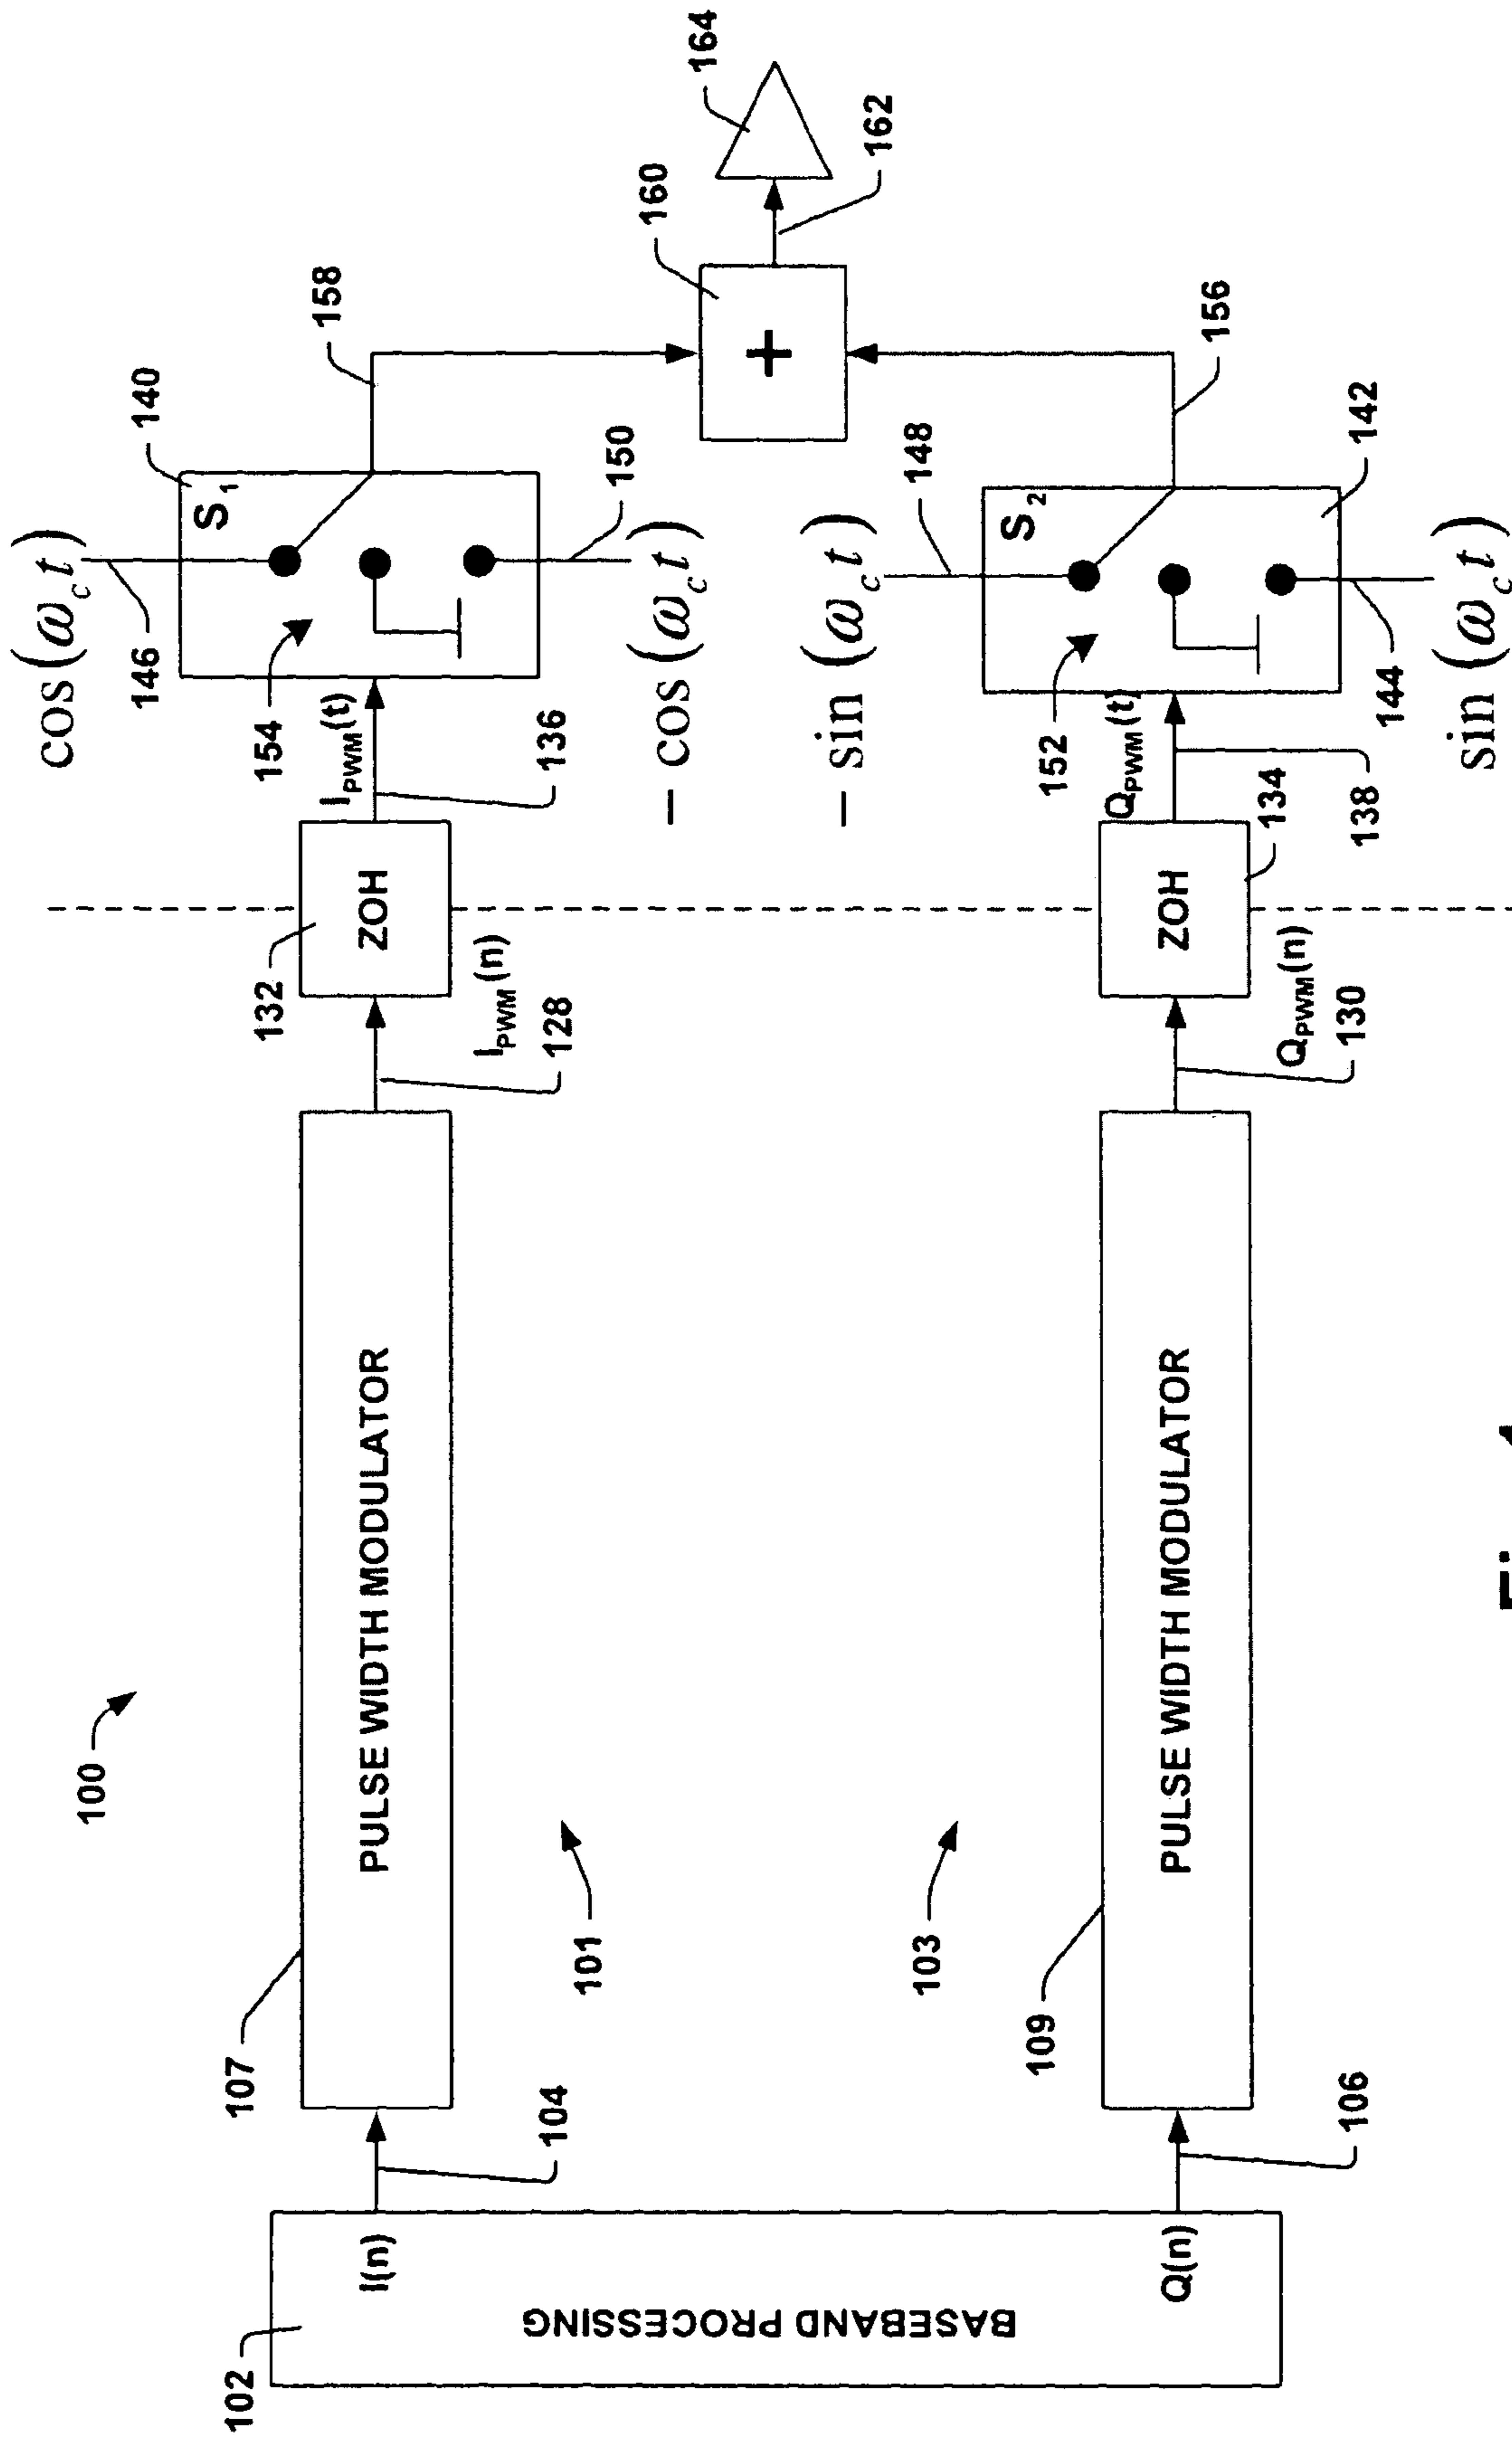 100
102
BASEBAND PROCESSING
I(n)
Q(n)
104
106
107
PULSE WIDTH MODULATOR
101
103
109
PULSE WIDTH MODULATOR
128
I_PWM(n)
132
ZOH
130
Q_PWM(n)
134
ZOH
136
I_PWM(t)
138
Q_PWM(t)
cos(ω_c t)
146
154
S_1
140
150
− cos(ω_c t)
158
− sin(ω_c t)
148
152
S_2
142
144
sin(ω_c t)
156
160
+
162
164